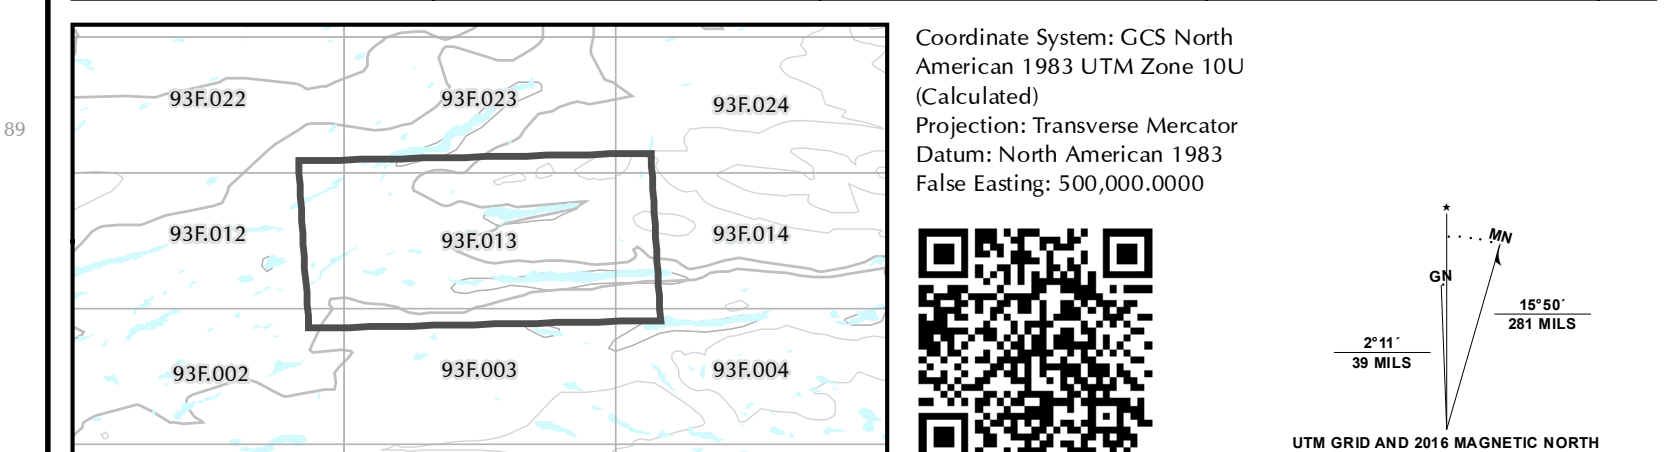 89
93F.022
93F.023
93F.024
93F.012
93F.013
93F.014
93F.002
93F.003
93F.004
Coordinate System: GCS North
American 1983 UTM Zone 10U
(Calculated)
Projection: Transverse Mercator
Datum: North American 1983
False Easting: 500,000.0000
MN
GN
15°50´
281 MILS
2°11´
39 MILS
UTM GRID AND 2016 MAGNETIC NORTH